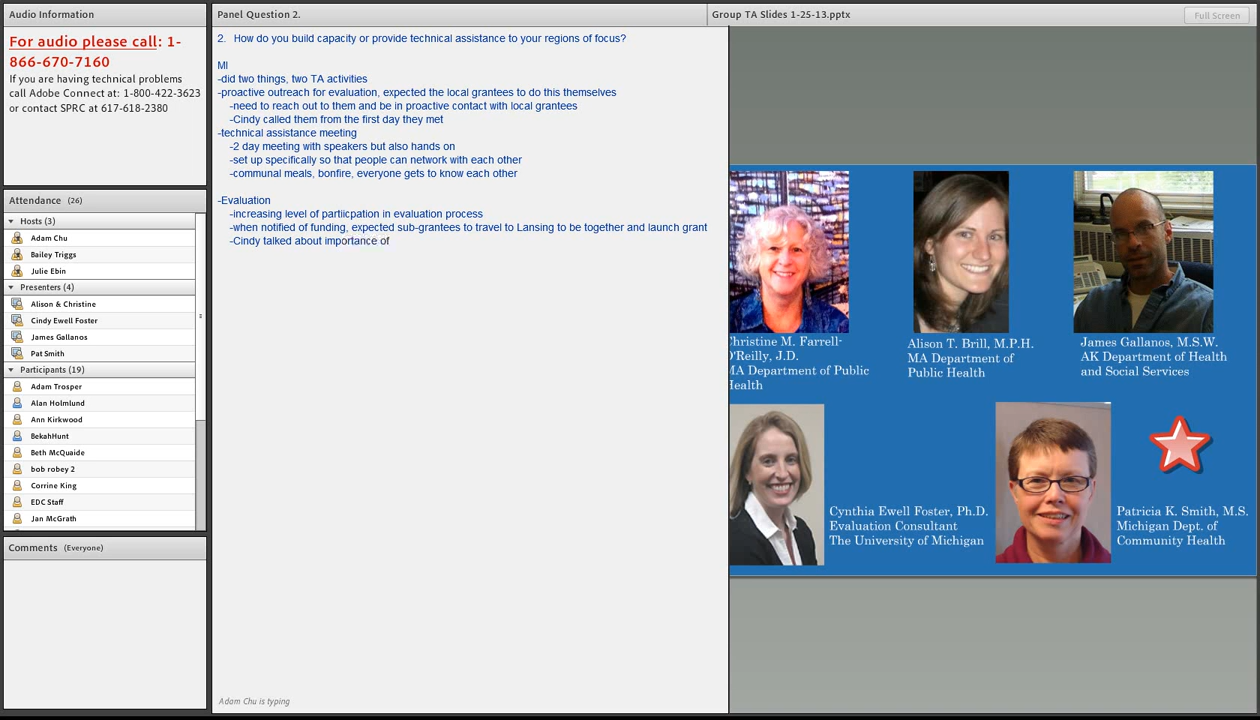 Audio Information
For audio please call: 1-
866-670-7160
If you are having technical problems
call Adobe Connect at: 1-800-422-3623
or contact SPRC at 617-618-2380
Attendance (26)
Hosts (3)
Adam Chu
Bailey Triggs
Julie Ebin
Presenters (4)
Alison & Christine
Cindy Ewell Foster
James Gallanos
Pat Smith
Participants (19)
Adam Trosper
Alan Holmlund
Ann Kirkwood
BekahHunt
Beth McQuaide
bob robey 2
Corrine King
EDC Staff
Jan McGrath
Comments (Everyone)
Panel Question 2.
2. How do you build capacity or provide technical assistance to your regions of focus?
MI
-did two things, two TA activities
-proactive outreach for evaluation, expected the local grantees to do this themselves
-need to reach out to them and be in proactive contact with local grantees
-Cindy called them from the first day they met
-technical assistance meeting
-2 day meeting with speakers but also hands on
-set up specifically so that people can network with each other
-communal meals, bonfire, everyone gets to know each other
-Evaluation
-increasing level of partiicpation in evaluation process
-when notified of funding, expected sub-grantees to travel to Lansing to be together and launch grant
-Cindy talked about importance of
Adam Chu is typing
Group TA Slides 1-25-13.pptx
Full Screen
Christine M. Farrell-
O'Reilly, J.D.
MA Department of Public
Health
Alison T. Brill, M.P.H.
MA Department of
Public Health
James Gallanos, M.S.W.
AK Department of Health
and Social Services
Cynthia Ewell Foster, Ph.D.
Evaluation Consultant
The University of Michigan
Patricia K. Smith, M.S.
Michigan Dept. of
Community Health